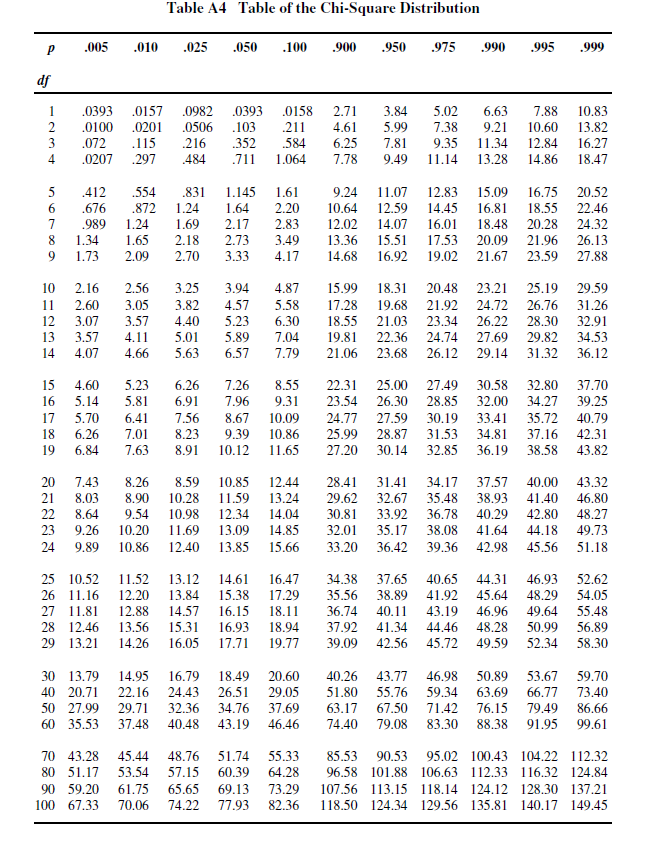 Table A4 Table of the Chi-Square Distribution
p .005 .010 .025 .050 .100 .900 .950 .975 .990 .995 .999
df
1 .0393 .0157 .0982 .0393 .0158 2.71 3.84 5.02 6.63 7.88 10.83
2 .0100 .0201 .0506 .103 .211 4.61 5.99 7.38 9.21 10.60 13.82
3 .072 .115 .216 .352 .584 6.25 7.81 9.35 11.34 12.84 16.27
4 .0207 .297 .484 .711 1.064 7.78 9.49 11.14 13.28 14.86 18.47
5 .412 .554 .831 1.145 1.61 9.24 11.07 12.83 15.09 16.75 20.52
6 .676 .872 1.24 1.64 2.20 10.64 12.59 14.45 16.81 18.55 22.46
7 .989 1.24 1.69 2.17 2.83 12.02 14.07 16.01 18.48 20.28 24.32
8 1.34 1.65 2.18 2.73 3.49 13.36 15.51 17.53 20.09 21.96 26.13
9 1.73 2.09 2.70 3.33 4.17 14.68 16.92 19.02 21.67 23.59 27.88
10 2.16 2.56 3.25 3.94 4.87 15.99 18.31 20.48 23.21 25.19 29.59
11 2.60 3.05 3.82 4.57 5.58 17.28 19.68 21.92 24.72 26.76 31.26
12 3.07 3.57 4.40 5.23 6.30 18.55 21.03 23.34 26.22 28.30 32.91
13 3.57 4.11 5.01 5.89 7.04 19.81 22.36 24.74 27.69 29.82 34.53
14 4.07 4.66 5.63 6.57 7.79 21.06 23.68 26.12 29.14 31.32 36.12
15 4.60 5.23 6.26 7.26 8.55 22.31 25.00 27.49 30.58 32.80 37.70
16 5.14 5.81 6.91 7.96 9.31 23.54 26.30 28.85 32.00 34.27 39.25
17 5.70 6.41 7.56 8.67 10.09 24.77 27.59 30.19 33.41 35.72 40.79
18 6.26 7.01 8.23 9.39 10.86 25.99 28.87 31.53 34.81 37.16 42.31
19 6.84 7.63 8.91 10.12 11.65 27.20 30.14 32.85 36.19 38.58 43.82
20 7.43 8.26 8.59 10.85 12.44 28.41 31.41 34.17 37.57 40.00 43.32
21 8.03 8.90 10.28 11.59 13.24 29.62 32.67 35.48 38.93 41.40 46.80
22 8.64 9.54 10.98 12.34 14.04 30.81 33.92 36.78 40.29 42.80 48.27
23 9.26 10.20 11.69 13.09 14.85 32.01 35.17 38.08 41.64 44.18 49.73
24 9.89 10.86 12.40 13.85 15.66 33.20 36.42 39.36 42.98 45.56 51.18
25 10.52 11.52 13.12 14.61 16.47 34.38 37.65 40.65 44.31 46.93 52.62
26 11.16 12.20 13.84 15.38 17.29 35.56 38.89 41.92 45.64 48.29 54.05
27 11.81 12.88 14.57 16.15 18.11 36.74 40.11 43.19 46.96 49.64 55.48
28 12.46 13.56 15.31 16.93 18.94 37.92 41.34 44.46 48.28 50.99 56.89
29 13.21 14.26 16.05 17.71 19.77 39.09 42.56 45.72 49.59 52.34 58.30
30 13.79 14.95 16.79 18.49 20.60 40.26 43.77 46.98 50.89 53.67 59.70
40 20.71 22.16 24.43 26.51 29.05 51.80 55.76 59.34 63.69 66.77 73.40
50 27.99 29.71 32.36 34.76 37.69 63.17 67.50 71.42 76.15 79.49 86.66
60 35.53 37.48 40.48 43.19 46.46 74.40 79.08 83.30 88.38 91.95 99.61
70 43.28 45.44 48.76 51.74 55.33 85.53 90.53 95.02 100.43 104.22 112.32
80 51.17 53.54 57.15 60.39 64.28 96.58 101.88 106.63 112.33 116.32 124.84
90 59.20 61.75 65.65 69.13 73.29 107.56 113.15 118.14 124.12 128.30 137.21
100 67.33 70.06 74.22 77.93 82.36 118.50 124.34 129.56 135.81 140.17 149.45